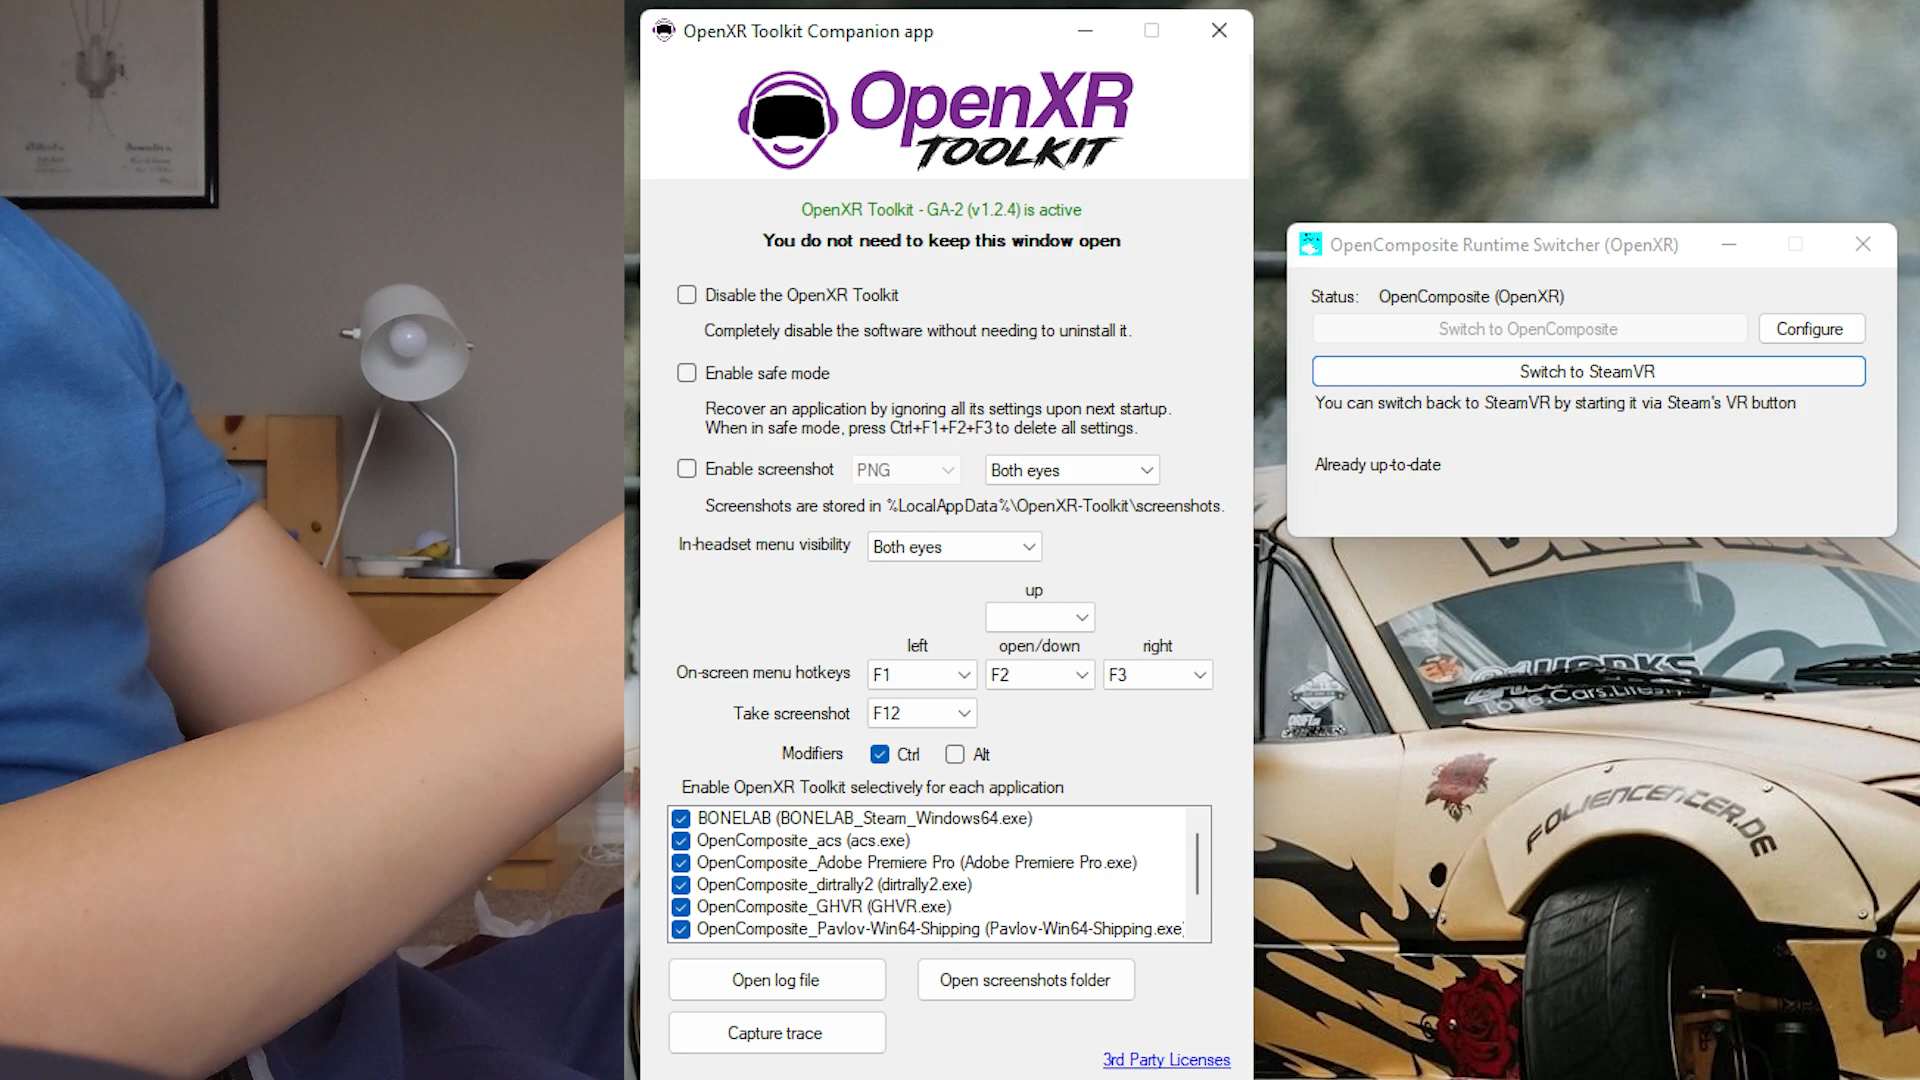 OpenXR Toolkit Companion app
OpenXR
TOOLKIT
OpenXR Toolkit - GA-2 (v1.2.4) is active
You do not need to keep this window open
Disable the OpenXR Toolkit
Completely disable the software without needing to uninstall it.
Enable safe mode
Recover an application by ignoring all its settings upon next startup.
When in safe mode, press Ctrl+F1+F2+F3 to delete all settings.
Enable screenshot PNG Both eyes
Screenshots are stored in %LocalAppData%\OpenXR-Toolkit\screenshots.
In-headset menu visibility Both eyes
up
left open/down right
On-screen menu hotkeys F1 F2 F3
Take screenshot F12
Modifiers Ctrl Alt
Enable OpenXR Toolkit selectively for each application
BONELAB (BONELAB_Steam_Windows64.exe)
OpenComposite_acs (acs.exe)
OpenComposite_Adobe Premiere Pro (Adobe Premiere Pro.exe)
OpenComposite_dirtrally2 (dirtrally2.exe)
OpenComposite_GHVR (GHVR.exe)
OpenComposite_Pavlov-Win64-Shipping (Pavlov-Win64-Shipping.exe)
Open log file Open screenshots folder
Capture trace
3rd Party Licenses
OpenComposite Runtime Switcher (OpenXR)
Status: OpenComposite (OpenXR)
Switch to OpenComposite Configure
Switch to SteamVR
You can switch back to SteamVR by starting it via Steam's VR button
Already up-to-date
Love.Cars.Lifestyle
FOLIENCENTER.DE